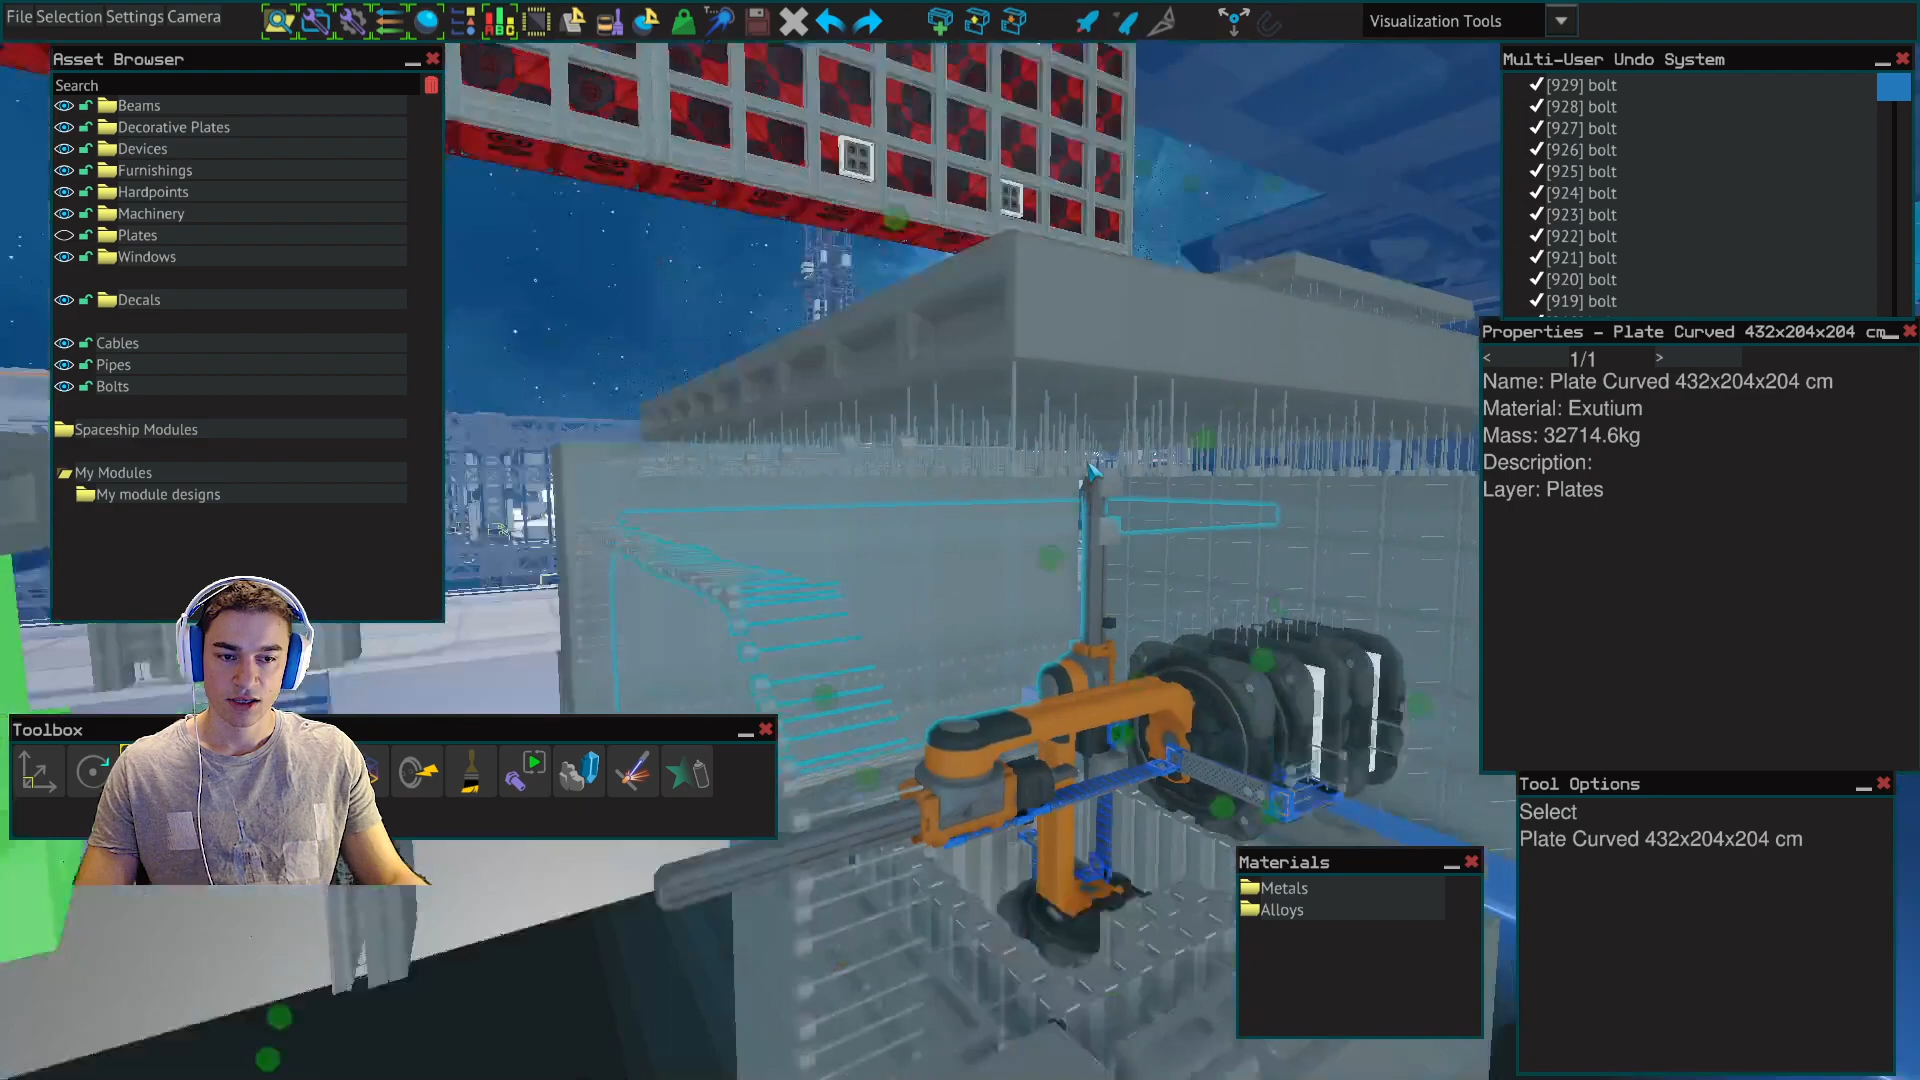 File Selection Settings Camera
Visualization Tools
Asset Browser
Search
Beams
Decorative Plates
Devices
Furnishings
Hardpoints
Machinery
Plates
Windows
Decals
Cables
Pipes
Bolts
Spaceship Modules
My Modules
My module designs
Multi-User Undo System
[929] bolt
[928] bolt
[927] bolt
[926] bolt
[925] bolt
[924] bolt
[923] bolt
[922] bolt
[921] bolt
[920] bolt
[919] bolt
Properties - Plate Curved 432x204x204 cm
< 1/1 >
Name: Plate Curved 432x204x204 cm
Material: Exutium
Mass: 32714.6kg
Description:
Layer: Plates
Toolbox
Tool Options
Select
Plate Curved 432x204x204 cm
Materials
Metals
Alloys